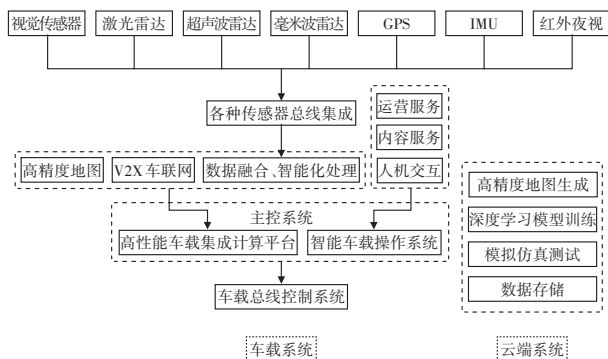 视觉传感器 激光雷达 超声波雷达 毫米波雷达 GPS IMU 红外夜视
各种传感器总线集成
运营服务
内容服务
人机交互
高精度地图 V2X车联网 数据融合、智能化处理
主控系统
高性能车载集成计算平台 智能车载操作系统
车载总线控制系统
车载系统
高精度地图生成
深度学习模型训练
模拟仿真测试
数据存储
云端系统